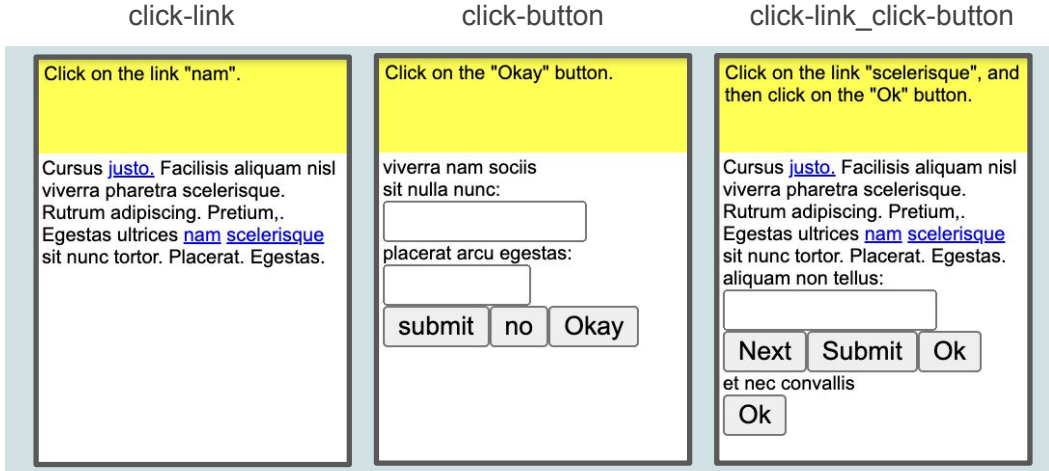 click-link
click-button
click-link_click-button
Click on the link "nam".
Cursus justo. Facilisis aliquam nisl
viverra pharetra scelerisque.
Rutrum adipiscing. Pretium,.
Egestas ultrices nam scelerisque
sit nunc tortor. Placerat. Egestas.
Click on the "Okay" button.
viverra nam sociis
sit nulla nunc:
placerat arcu egestas:
submit no Okay
Click on the link "scelerisque", and
then click on the "Ok" button.
Cursus justo. Facilisis aliquam nisl
viverra pharetra scelerisque.
Rutrum adipiscing. Pretium,.
Egestas ultrices nam scelerisque
sit nunc tortor. Placerat. Egestas.
aliquam non tellus:
Next Submit Ok
et nec convallis
Ok